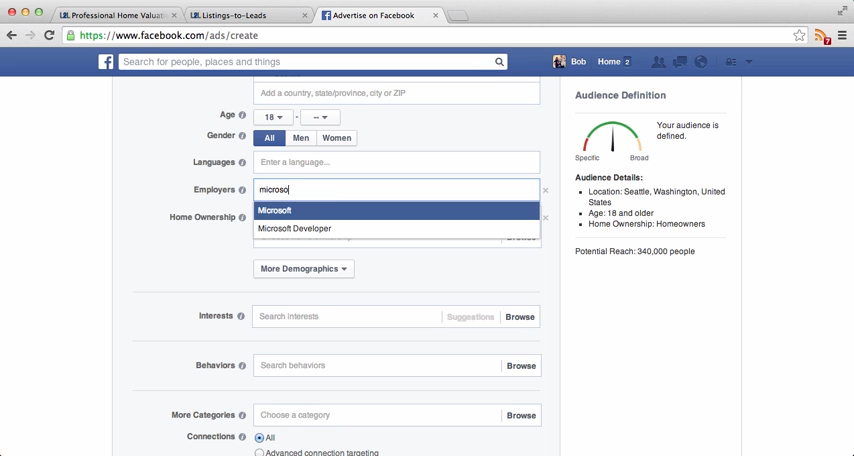 L2L Professional Home Valuati
L2L Listings-to-Leads
Advertise on Facebook
https://www.facebook.com/ads/create
7
Search for people, places and things
Bob
Home 2
Add a country, state/province, city or ZIP
Age
18
-
--
Gender
All
Men
Women
Languages
Enter a language...
Employers
microso
Microsoft
Home Ownership
Microsoft Developer
Browse
More Demographics
Interests
Search interests
Suggestions
Browse
Behaviors
Search behaviors
Browse
More Categories
Choose a category
Browse
Connections
All
Advanced connection targeting
Audience Definition
Your audience is
defined.
Specific
Broad
Audience Details:
Location: Seattle, Washington, United
States
Age: 18 and older
Home Ownership: Homeowners
Potential Reach: 340,000 people